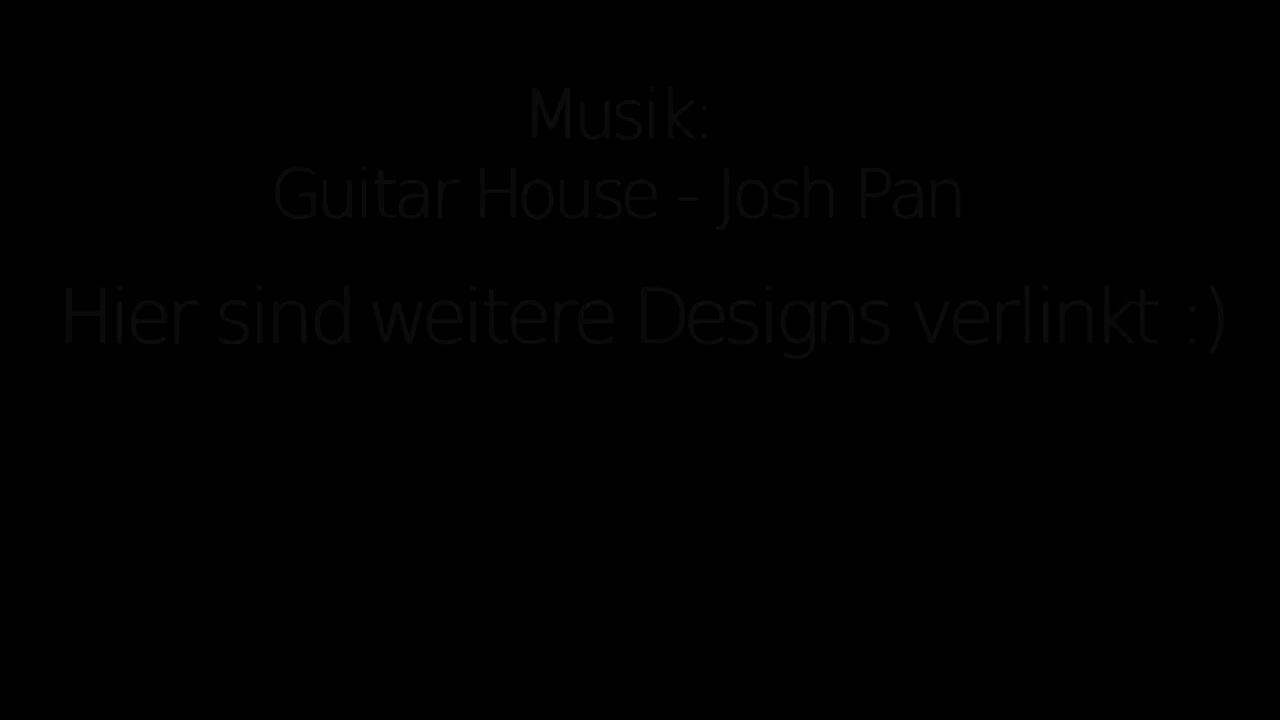 Musik:
Guitar House - Josh Pan
Hier sind weitere Designs verlinkt :)